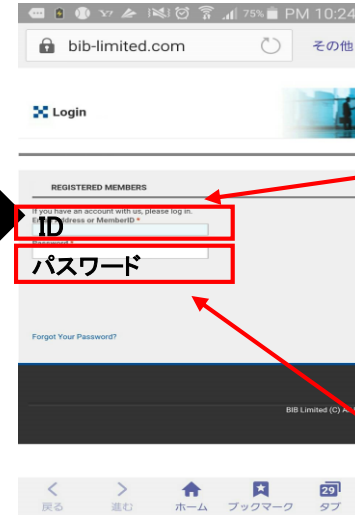 75% PM 10:24
bib-limited.com その他
Login
REGISTERED MEMBERS
If you have an account with us, please log in.
Address or MemberID *
ID
パスワード
Forgot Your Password?
BIB Limited (C)
戻る 進む ホーム ブックマーク 29 タブ